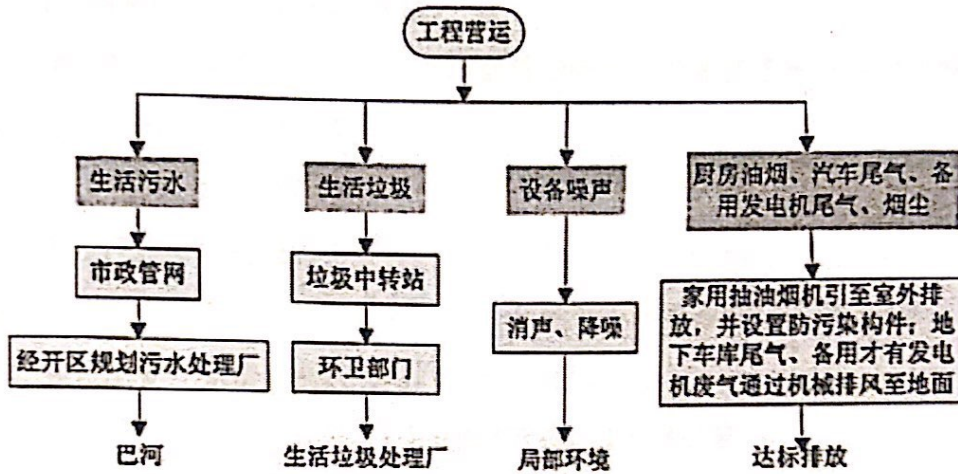 工程营运
生活污水
生活垃圾
设备噪声
厨房油烟、汽车尾气、备
用发电机尾气、烟尘
市政管网
垃圾中转站
消声、降噪
家用抽油烟机引至室外排
放，并设置防污染构件；地
下车库尾气、备用才有发电
机废气通过机械排风至地面
经开区规划污水处理厂
环卫部门
巴河
生活垃圾处理厂
局部环境
达标排放